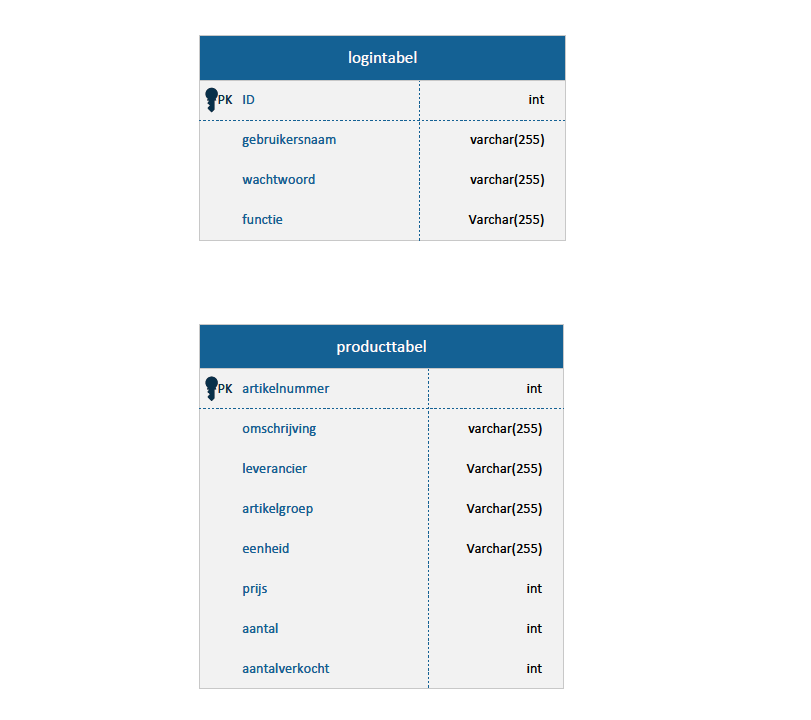 logintabel
PK ID int
gebruikersnaam varchar(255)
wachtwoord varchar(255)
functie Varchar(255)
producttabel
PK artikelnummer int
omschrijving varchar(255)
leverancier Varchar(255)
artikelgroep Varchar(255)
eenheid Varchar(255)
prijs int
aantal int
aantalverkocht int